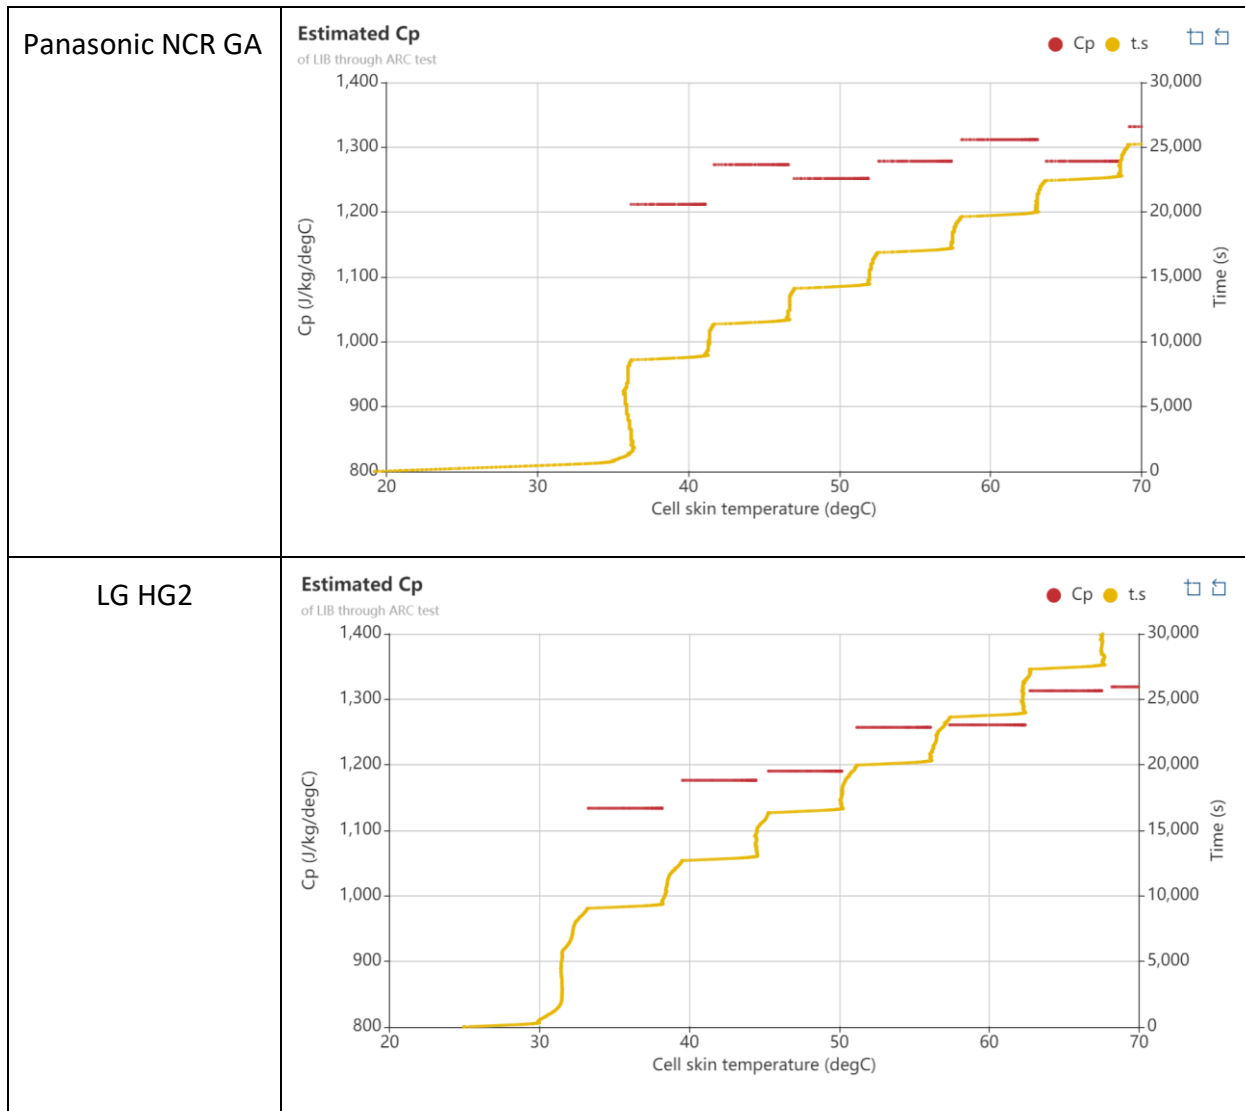 Panasonic NCR GA
Estimated Cp
of LIB through ARC test
Cp t.s
1,400
1,300
1,200
1,100
1,000
900
800
30,000
25,000
20,000
15,000
10,000
5,000
0
Cp (J/kg/degC)
Time (s)
20 30 40 50 60 70
Cell skin temperature (degC)
LG HG2
Estimated Cp
of LIB through ARC test
Cp t.s
1,400
1,300
1,200
1,100
1,000
900
800
30,000
25,000
20,000
15,000
10,000
5,000
0
Cp (J/kg/degC)
Time (s)
20 30 40 50 60 70
Cell skin temperature (degC)